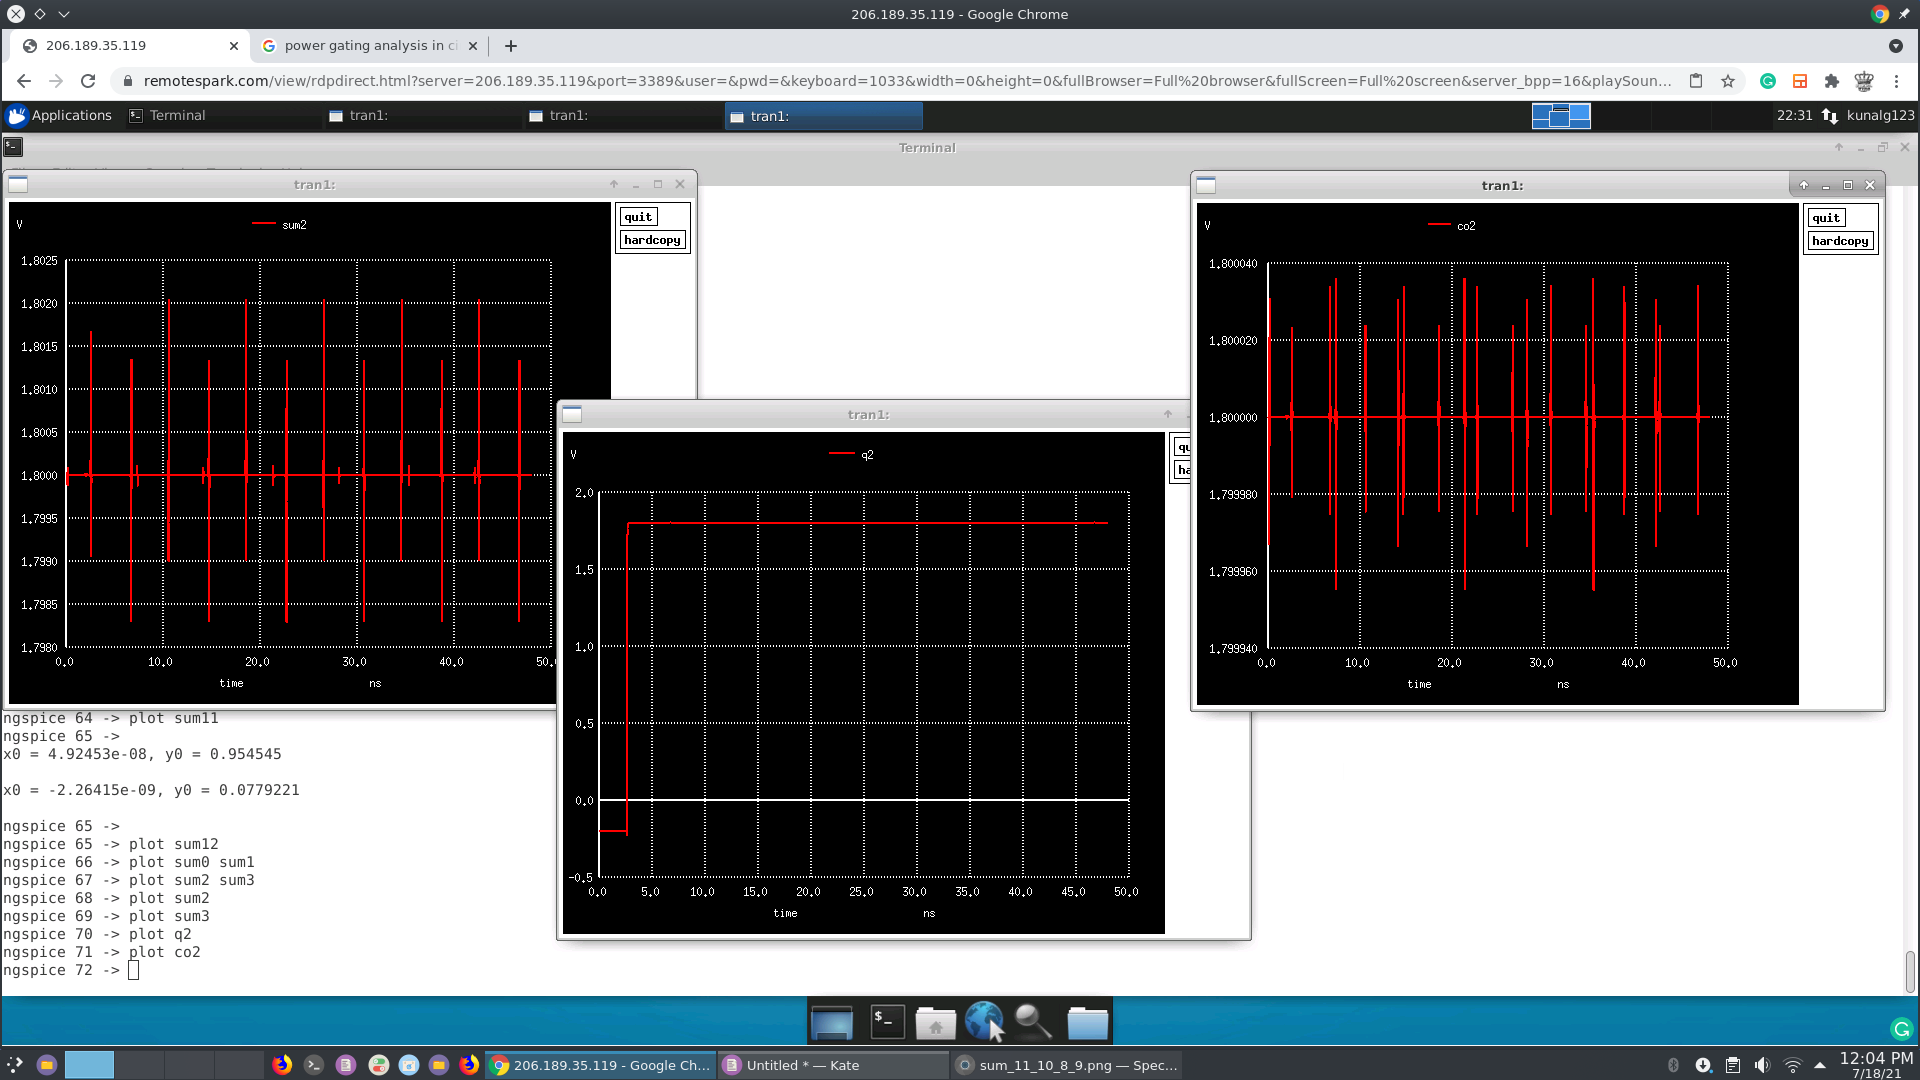 206.189.35.119 - Google Chrome
206.189.35.119
power gating analysis in ci
remotespark.com/view/rdpdirect.html?server=206.189.35.119&port=3389&user=&pwd=&keyboard=1033&width=0&height=0&fullBrowser=Full%20browser&fullScreen=Full%20screen&server_bpp=16&playSoun...
Applications
Terminal
tran1:
tran1:
tran1:
22:31
kunalg123
Terminal
tran1:
V
sum2
quit
hardcopy
1.8025
1.8020
1.8015
1.8010
1.8005
1.8000
1.7995
1.7990
1.7985
1.7980
0.0 10.0 20.0 30.0 40.0 50.
time ns
tran1:
V
q2
qu
ha
2.0
1.5
1.0
0.5
0.0
-0.5
0.0 5.0 10.0 15.0 20.0 25.0 30.0 35.0 40.0 45.0 50.0
time ns
tran1:
V
co2
quit
hardcopy
1.800040
1.800020
1.800000
1.799980
1.799960
1.799940
0.0 10.0 20.0 30.0 40.0 50.0
time ns
ngspice 64 -> plot sum11
ngspice 65 ->
x0 = 4.92453e-08, y0 = 0.954545
x0 = -2.26415e-09, y0 = 0.0779221
ngspice 65 ->
ngspice 65 -> plot sum12
ngspice 66 -> plot sum0 sum1
ngspice 67 -> plot sum2 sum3
ngspice 68 -> plot sum2
ngspice 69 -> plot sum3
ngspice 70 -> plot q2
ngspice 71 -> plot co2
ngspice 72 ->
206.189.35.119 - Google Ch...
Untitled * — Kate
sum_11_10_8_9.png — Spec...
12:04 PM
7/18/21